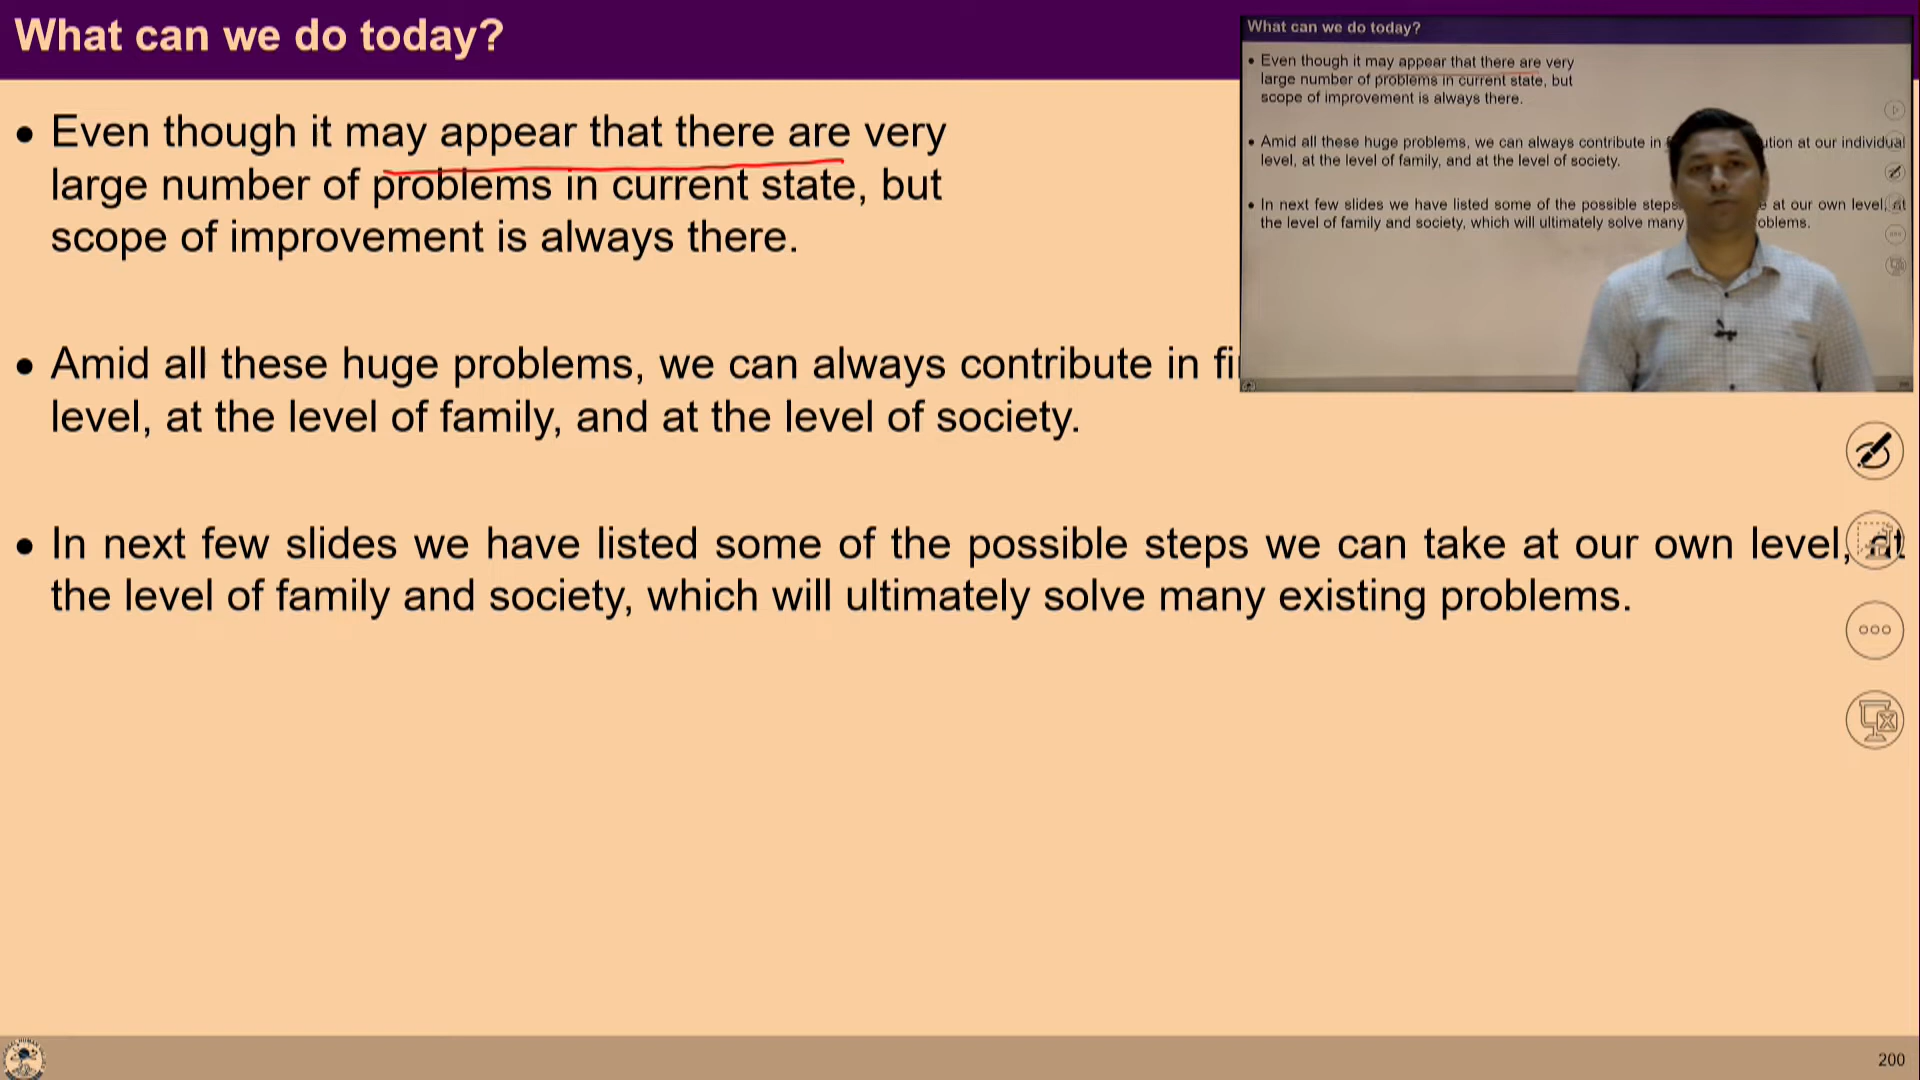 What can we do today?
• Even though it may appear that there are very
large number of problems in current state, but
scope of improvement is always there.
• Amid all these huge problems, we can always contribute in
level, at the level of family, and at the level of society.
• In next few slides we have listed some of the possible steps we can take at our own level, at
the level of family and society, which will ultimately solve many existing problems.
What can we do today?
• Even though it may appear that there are very
large number of problems in current state, but
scope of improvement is always there.
• Amid all these huge problems, we can always contribute in ution at our individual
level, at the level of family, and at the level of society.
• In next few slides we have listed some of the possible steps at our own level, at
the level of family and society, which will ultimately solve many oblems.
200